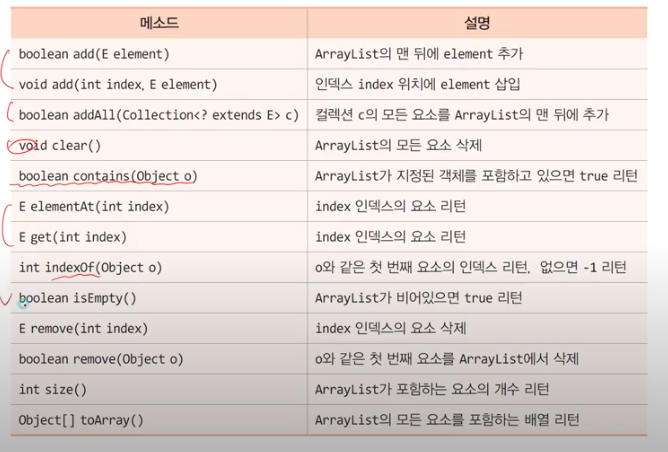 메소드 설명
boolean add(E element) ArrayList의 맨 뒤에 element 추가
void add(int index, E element) 인덱스 index 위치에 element 삽입
boolean addAll(Collection<? extends E> c) 컬렉션 c의 모든 요소를 ArrayList의 맨 뒤에 추가
void clear() ArrayList의 모든 요소 삭제
boolean contains(Object o) ArrayList가 지정된 객체를 포함하고 있으면 true 리턴
E elementAt(int index) index 인덱스의 요소 리턴
E get(int index) index 인덱스의 요소 리턴
int indexOf(Object o) o와 같은 첫 번째 요소의 인덱스 리턴, 없으면 -1 리턴
boolean isEmpty() ArrayList가 비어있으면 true 리턴
E remove(int index) index 인덱스의 요소 삭제
boolean remove(Object o) o와 같은 첫 번째 요소를 ArrayList에서 삭제
int size() ArrayList가 포함하는 요소의 개수 리턴
Object[] toArray() ArrayList의 모든 요소를 포함하는 배열 리턴